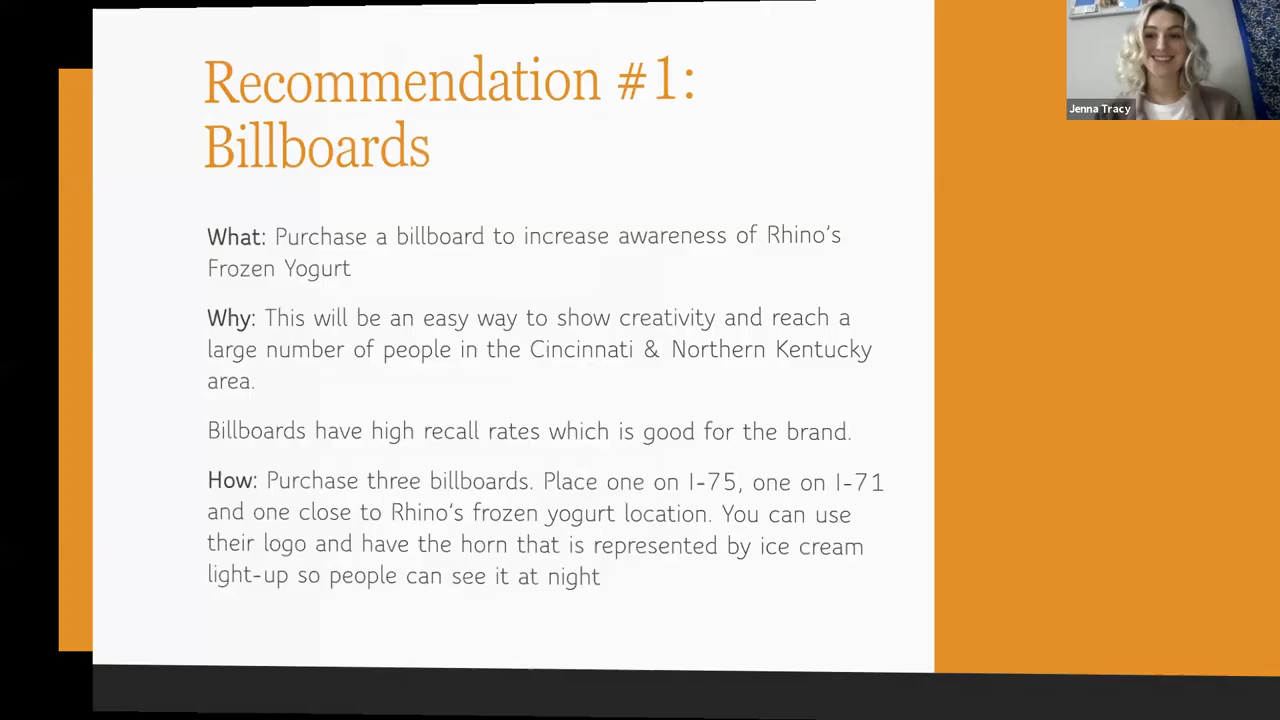 Recommendation #1:
Billboards
What: Purchase a billboard to increase awareness of Rhino's
Frozen Yogurt
Why: This will be an easy way to show creativity and reach a
large number of people in the Cincinnati & Northern Kentucky
area.
Billboards have high recall rates which is good for the brand.
How: Purchase three billboards. Place one on I-75, one on I-71
and one close to Rhino's frozen yogurt location. You can use
their logo and have the horn that is represented by ice cream
light-up so people can see it at night
Jenna Tracy